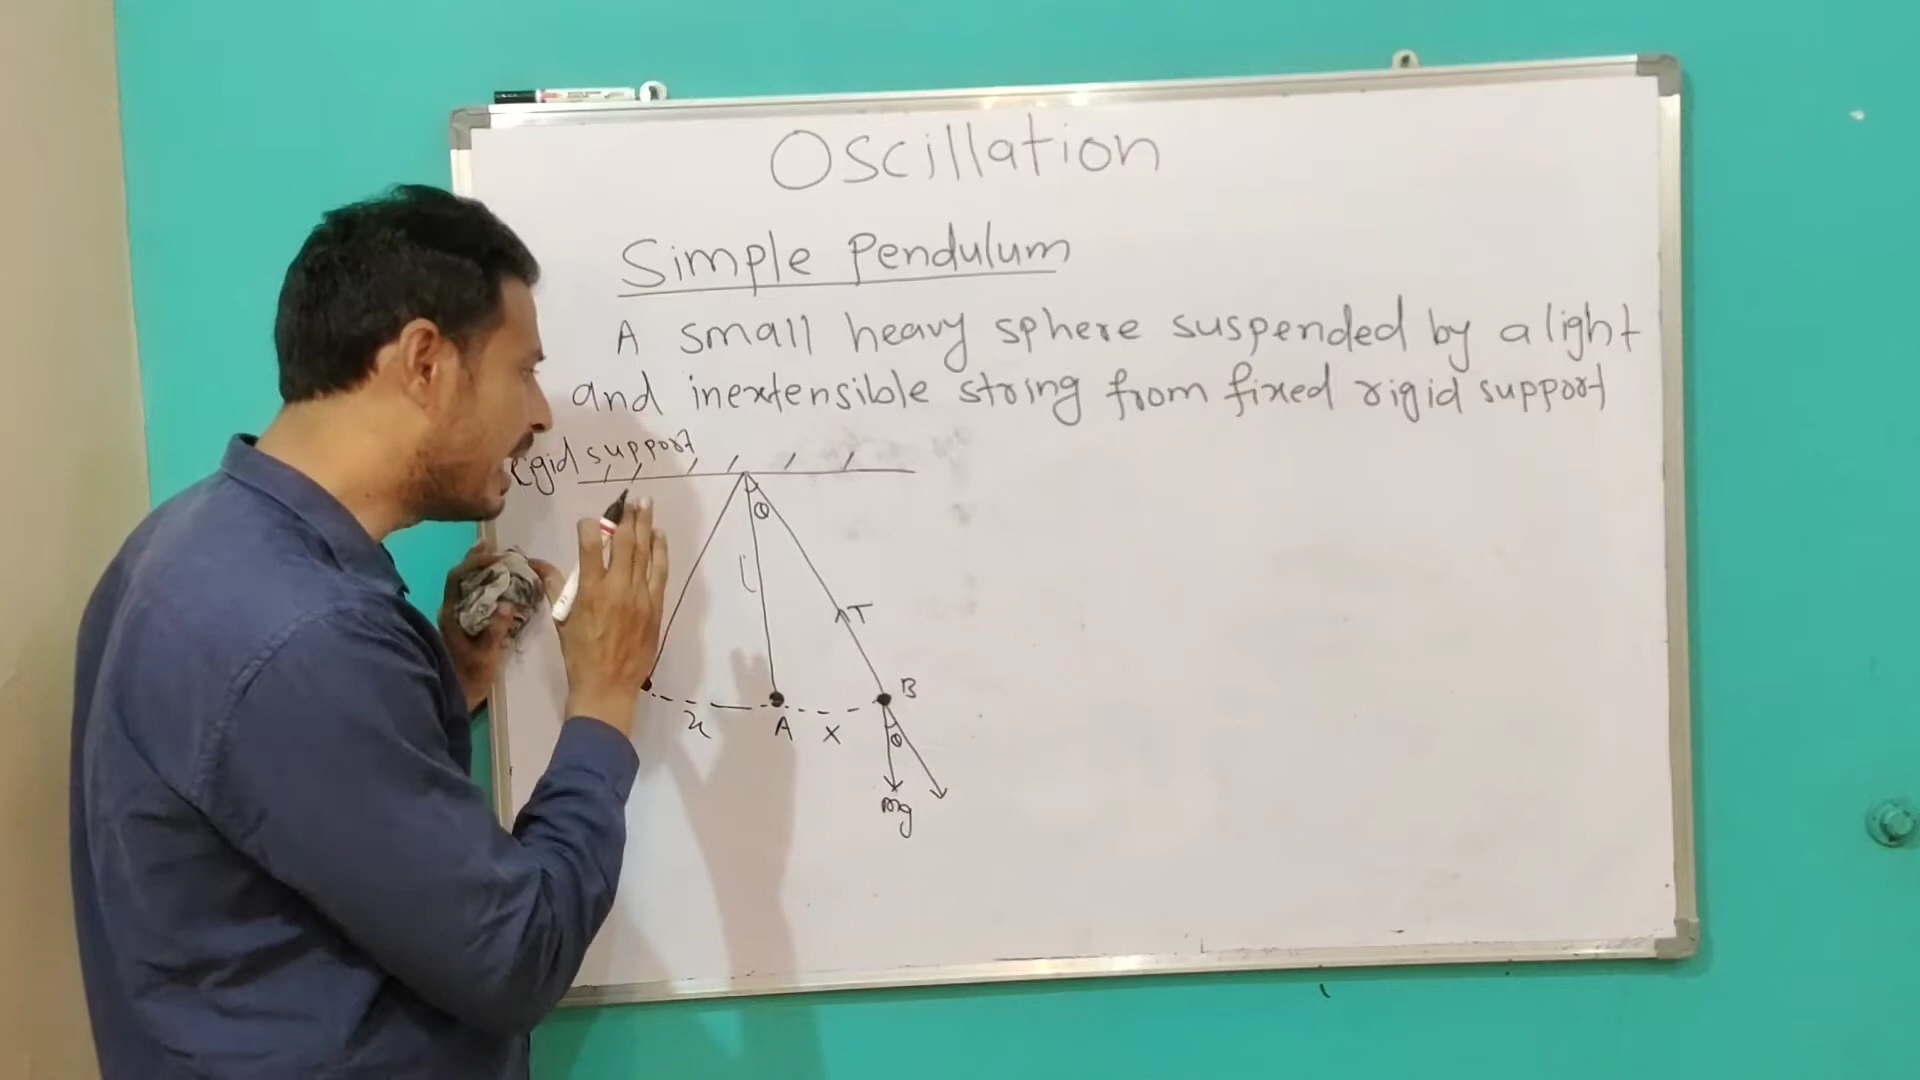 Oscillation
Simple Pendulum
A small heavy sphere suspended by a light
and inextensible string from fixed rigid support
Rigid support
θ
L
T
B
x
A
x
θ
mg